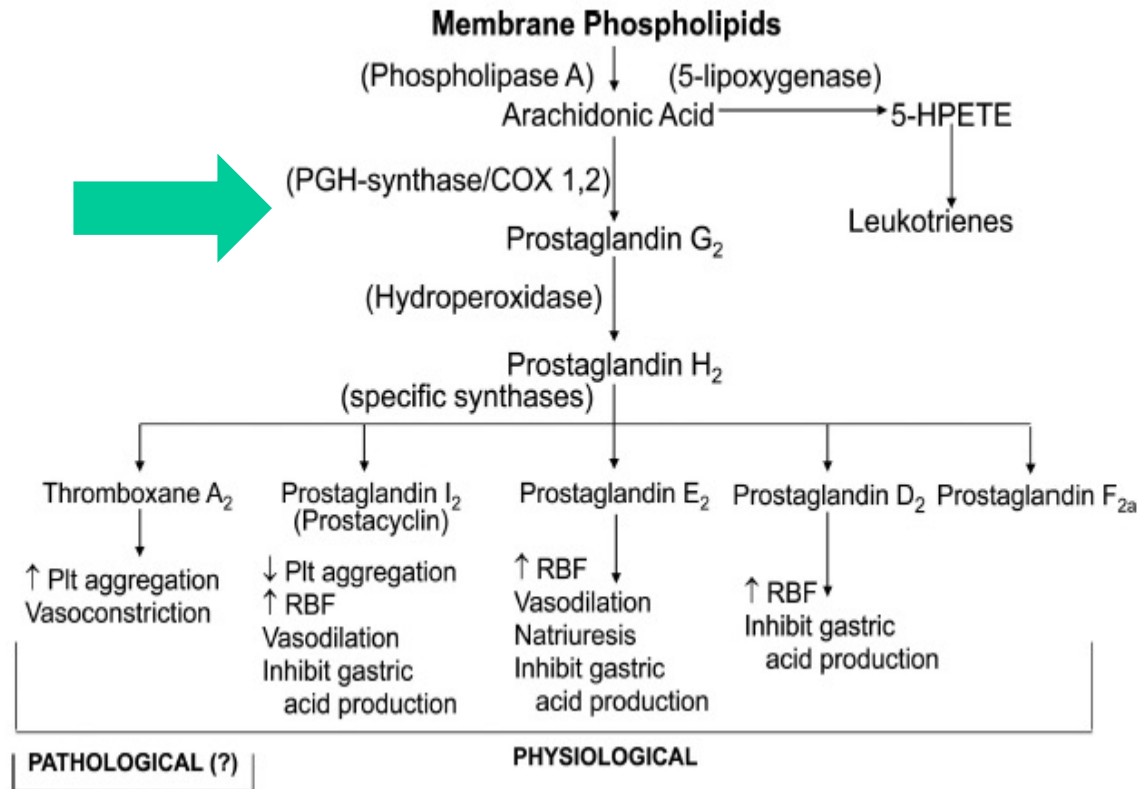 Membrane Phospholipids
(Phospholipase A) (5-lipoxygenase)
Arachidonic Acid 5-HPETE
(PGH-synthase/COX 1,2)
Leukotrienes
Prostaglandin G₂
(Hydroperoxidase)
Prostaglandin H₂
(specific synthases)
Thromboxane A₂
↑ Plt aggregation
Vasoconstriction
Prostaglandin I₂
(Prostacyclin)
↓ Plt aggregation
↑ RBF
Vasodilation
Inhibit gastric
acid production
Prostaglandin E₂
↑ RBF
Vasodilation
Natriuresis
Inhibit gastric
acid production
Prostaglandin D₂
↑ RBF
Inhibit gastric
acid production
Prostaglandin F₂a
PATHOLOGICAL (?)
PHYSIOLOGICAL